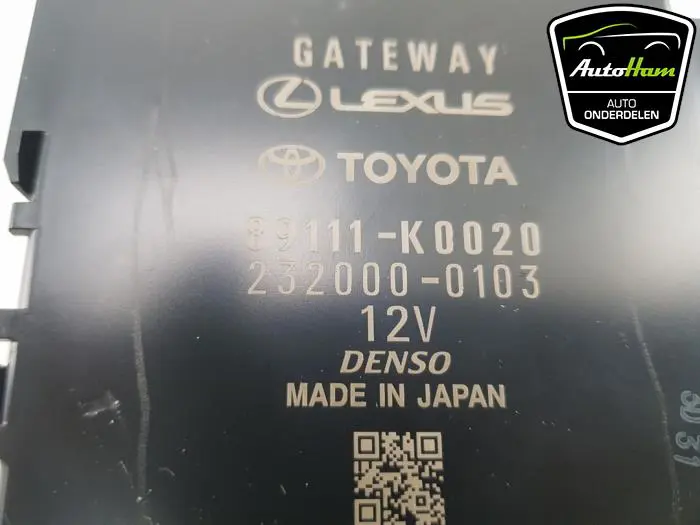 GATEWAY
LEXUS
TOYOTA
89111-K0020
232000-0103
12V
DENSO
MADE IN JAPAN
AutoHam
AUTO
ONDERDELEN